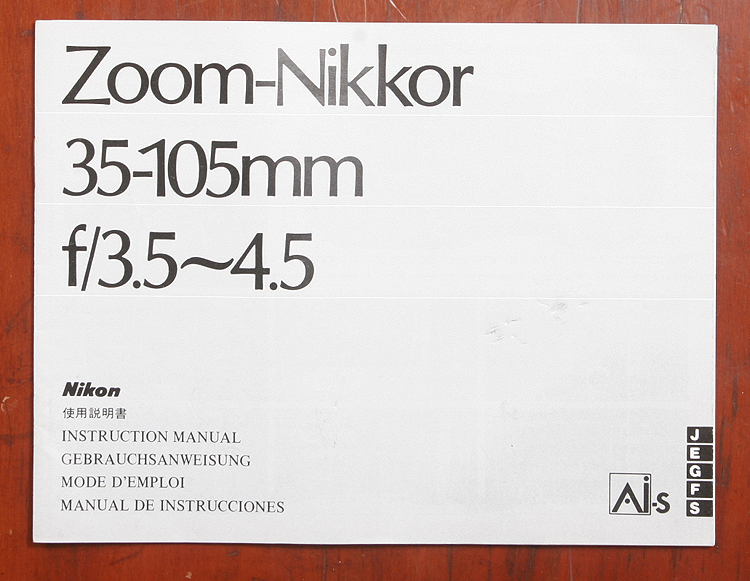 Zoom-Nikkor
35-105mm
f/3.5~4.5
Nikon
使用説明書
INSTRUCTION MANUAL
GEBRAUCHSANWEISUNG
MODE D'EMPLOI
MANUAL DE INSTRUCCIONES
Ai-s
J
E
G
F
S